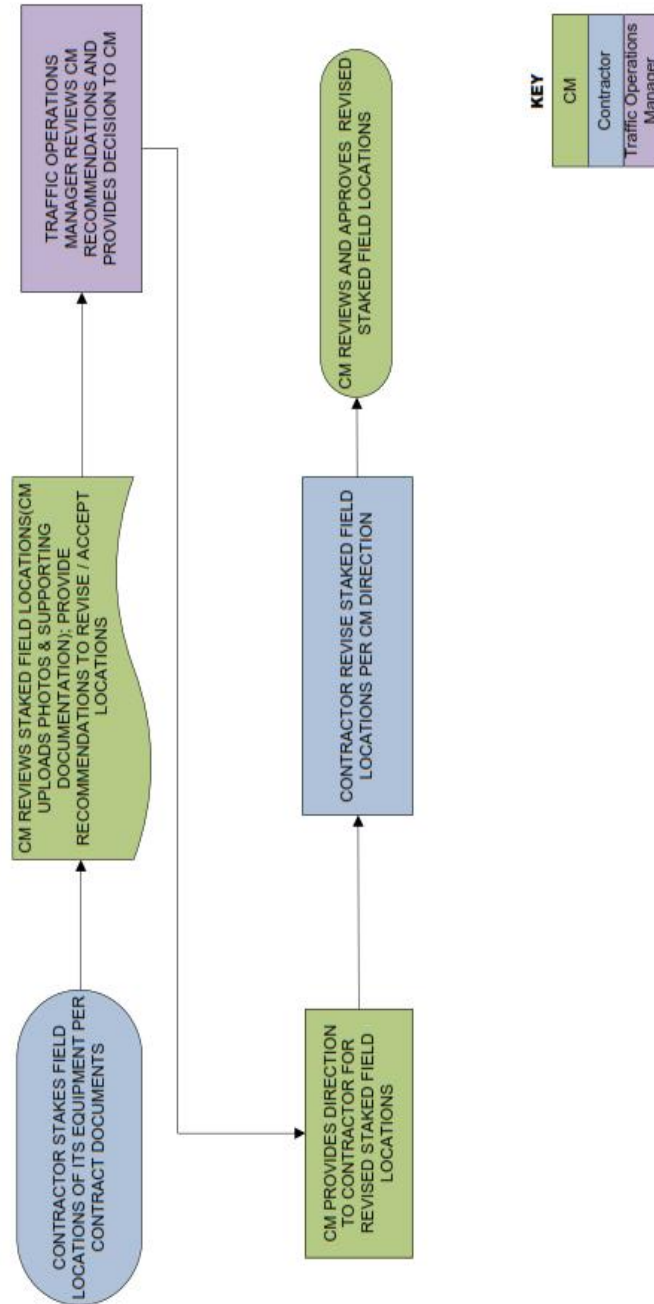 CONTRACTOR STAKES FIELD
LOCATIONS OF ITS EQUIPMENT PER
CONTRACT DOCUMENTS
CM REVIEWS STAKED FIELD LOCATIONS(CM
UPLOADS PHOTOS & SUPPORTING
DOCUMENTATION); PROVIDE
RECOMMENDATIONS TO REVISE / ACCEPT
LOCATIONS
TRAFFIC OPERATIONS
MANAGER REVIEWS CM
RECOMMENDATIONS AND
PROVIDES DECISION TO CM
CM PROVIDES DIRECTION
TO CONTRACTOR FOR
REVISED STAKED FIELD
LOCATIONS
CONTRACTOR REVISE STAKED FIELD
LOCATIONS PER CM DIRECTION
CM REVIEWS AND APPROVES REVISED
STAKED FIELD LOCATIONS
KEY
CM
Contractor
Traffic Operations
Manager